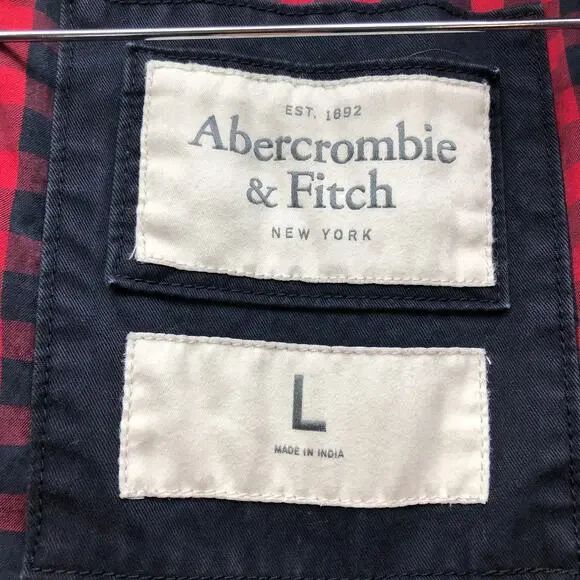 EST. 1892
Abercrombie
& Fitch
NEW YORK
L
MADE IN INDIA